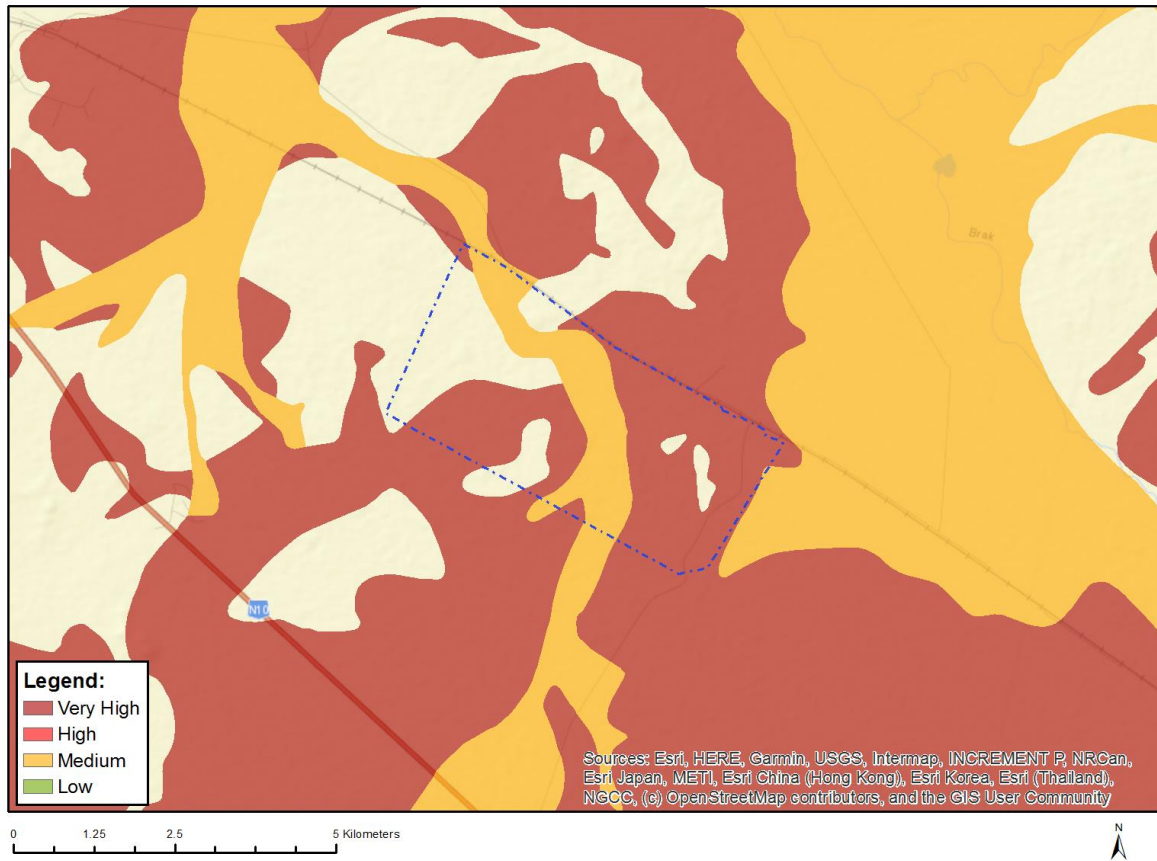 Brak
N10
Legend:
Very High
High
Medium
Low
Sources: Esri, HERE, Garmin, USGS, Intermap, INCREMENT P, NRCan,
Esri Japan, METI, Esri China (Hong Kong), Esri Korea, Esri (Thailand),
NGCC, (c) OpenStreetMap contributors, and the GIS User Community
0 1.25 2.5 5 Kilometers
N